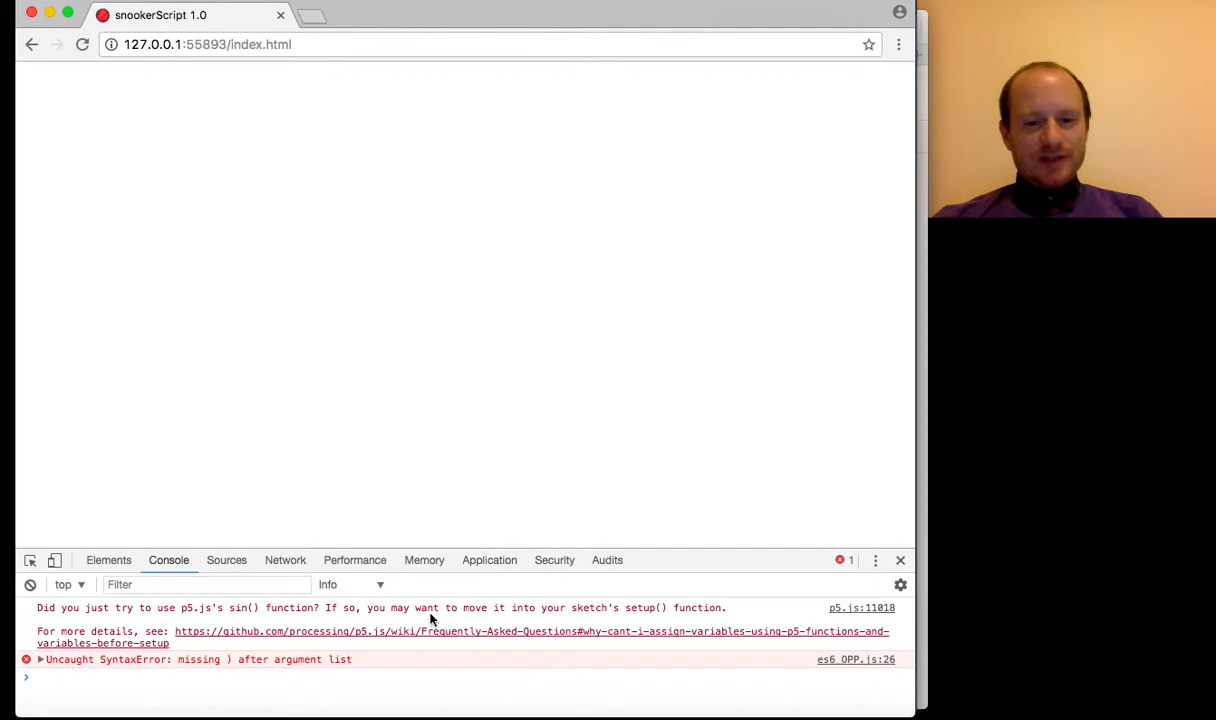 snookerScript 1.0
127.0.0.1:55893/index.html
Elements Console Sources Network Performance Memory Application Security Audits 1
top Filter Info
Did you just try to use p5.js's sin() function? If so, you may want to move it into your sketch's setup() function. p5.js:11018
For more details, see: https://github.com/processing/p5.js/wiki/Frequently-Asked-Questions#why-cant-i-assign-variables-using-p5-functions-and-
variables-before-setup
Uncaught SyntaxError: missing ) after argument list es6 OPP.js:26